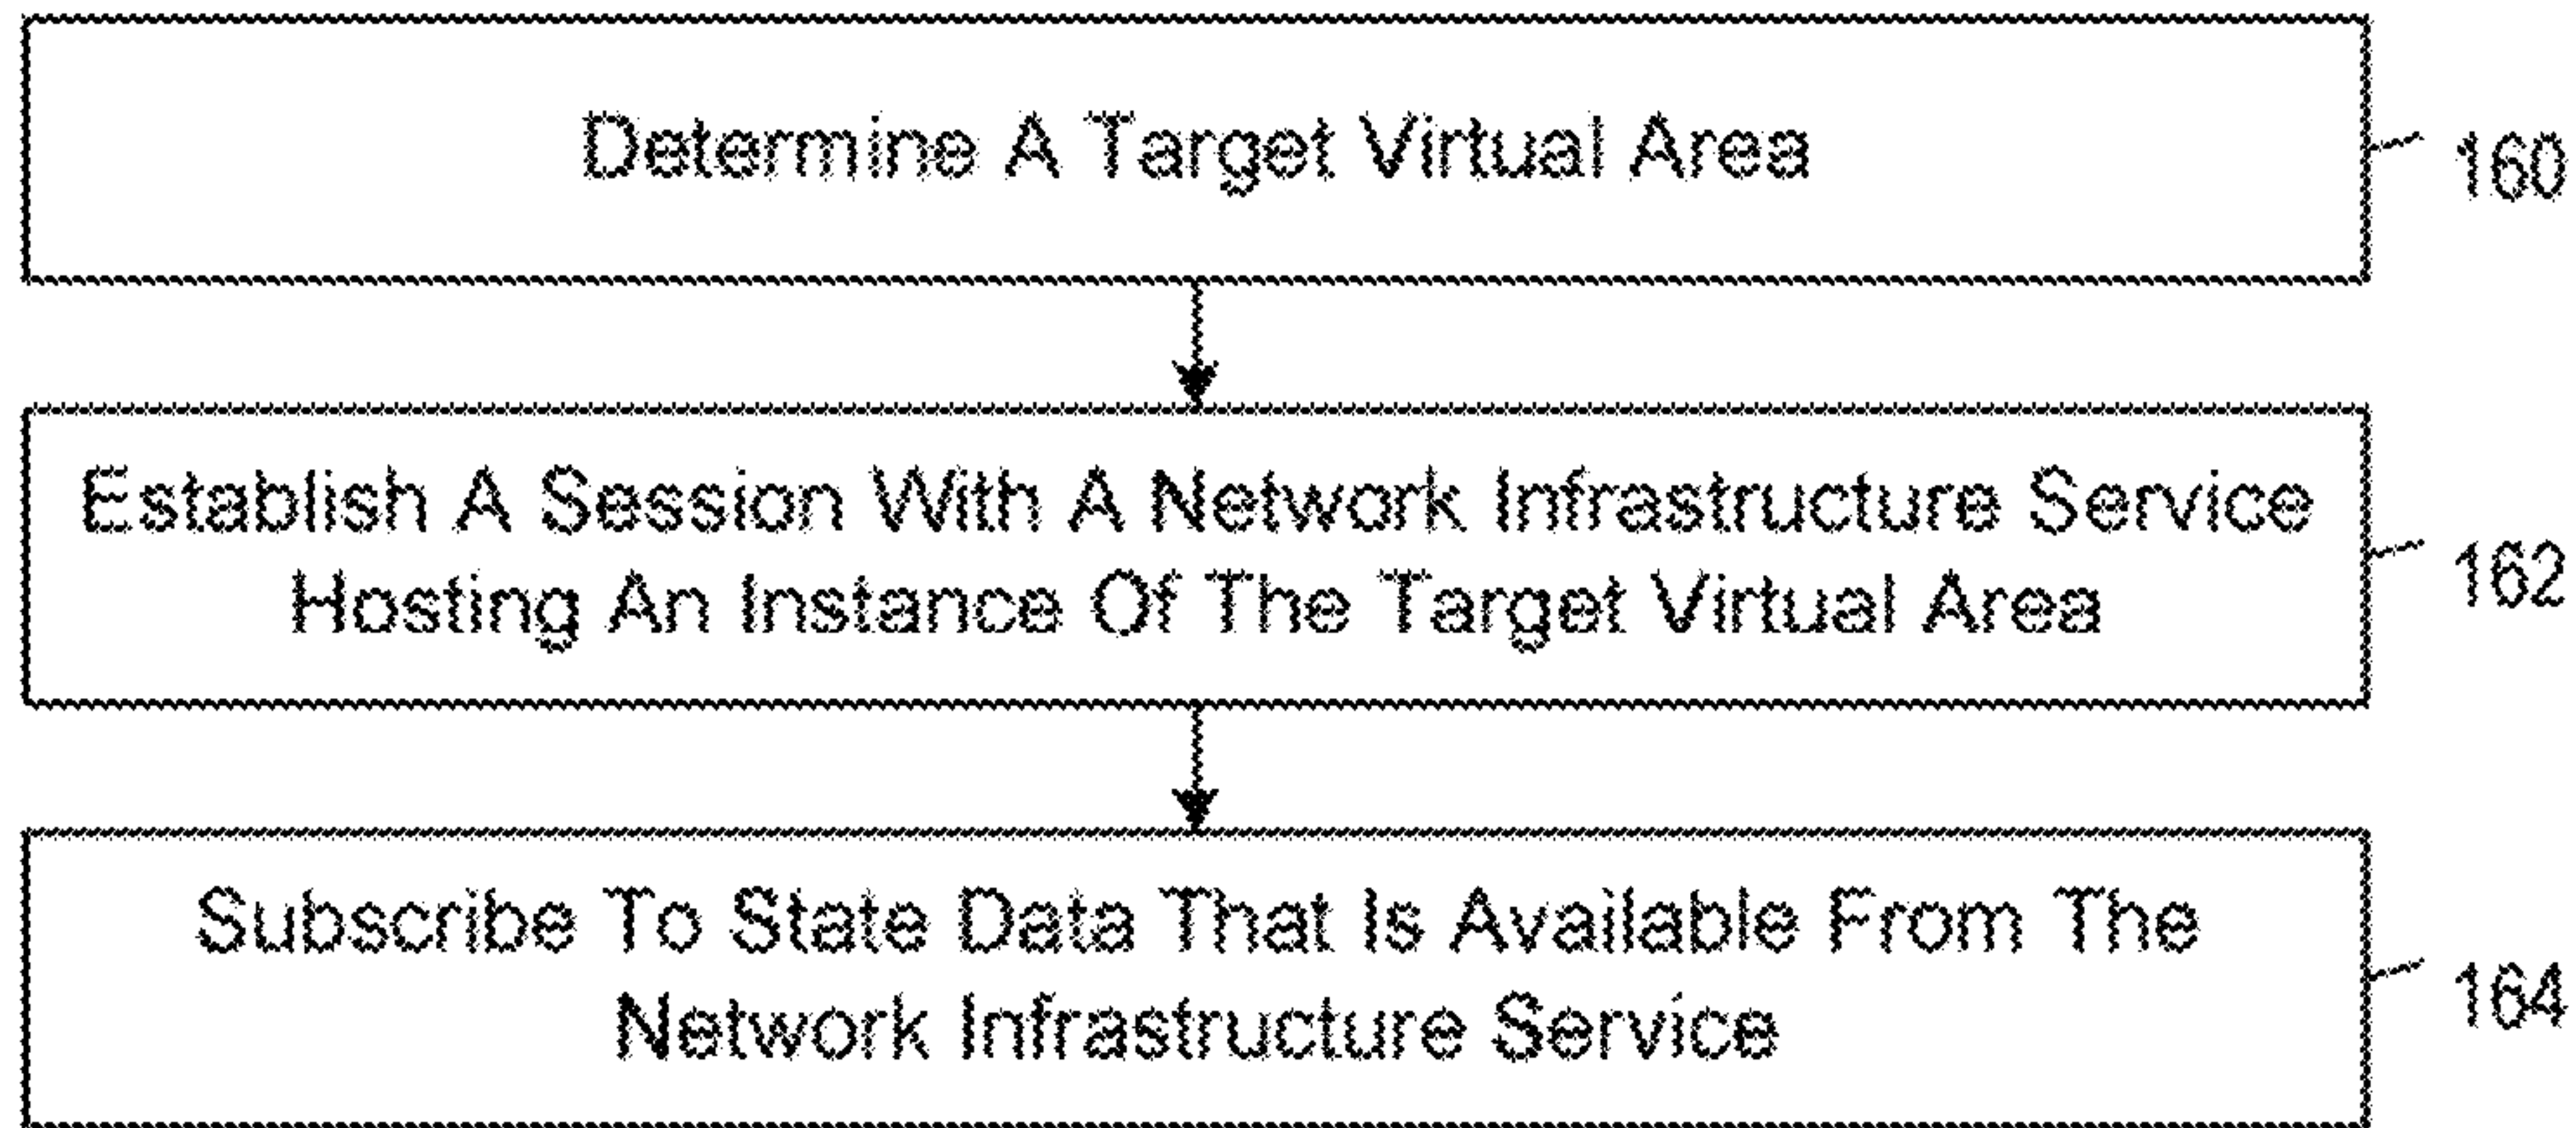 Determine A Target Virtual Area
160
Establish A Session With A Network Infrastructure Service
Hosting An Instance Of The Target Virtual Area
162
Subscribe To State Data That Is Available From The
Network Infrastructure Service
164